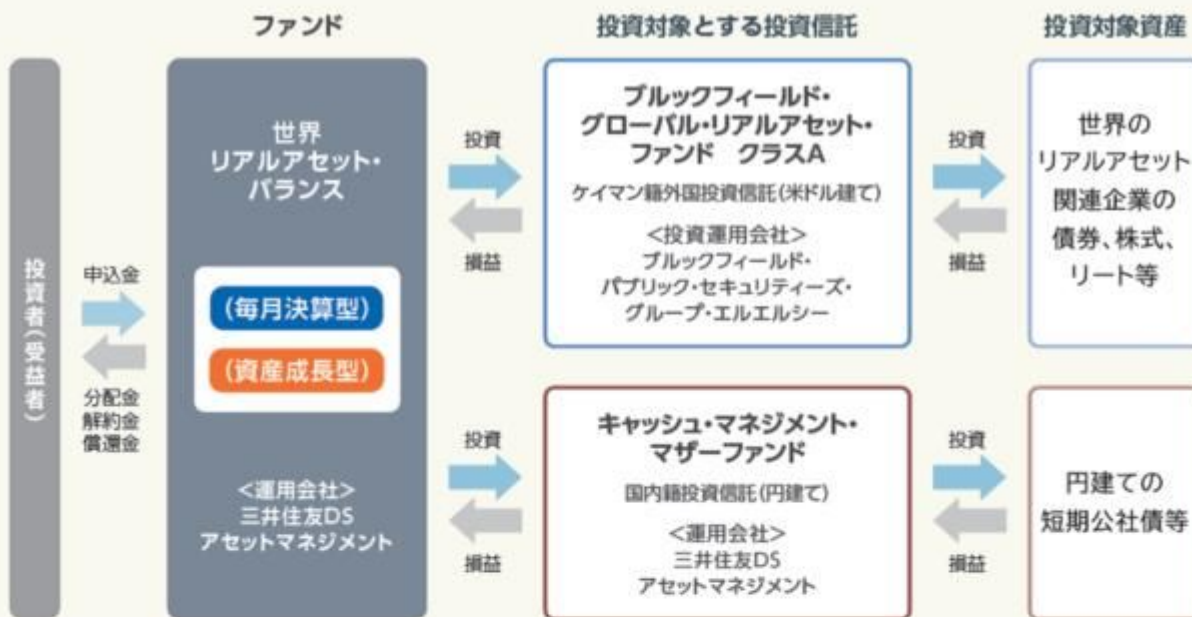 ファンド
投資対象とする投資信託
投資対象資産
投資者(受益者)
申込金
分配金
解約金
償還金
世界
リアルアセット・
バランス
(毎月決算型)
(資産成長型)
<運用会社>
三井住友DS
アセットマネジメント
投資
損益
ブルックフィールド・
グローバル・リアルアセット・
ファンド クラスA
ケイマン籍外国投資信託(米ドル建て)
<投資運用会社>
ブルックフィールド・
パブリック・セキュリティーズ・
グループ・エルエルシー
投資
損益
世界の
リアルアセット
関連企業の
債券、株式、
リート等
投資
損益
キャッシュ・マネジメント・
マザーファンド
国内籍投資信託(円建て)
<運用会社>
三井住友DS
アセットマネジメント
投資
損益
円建ての
短期公社債等